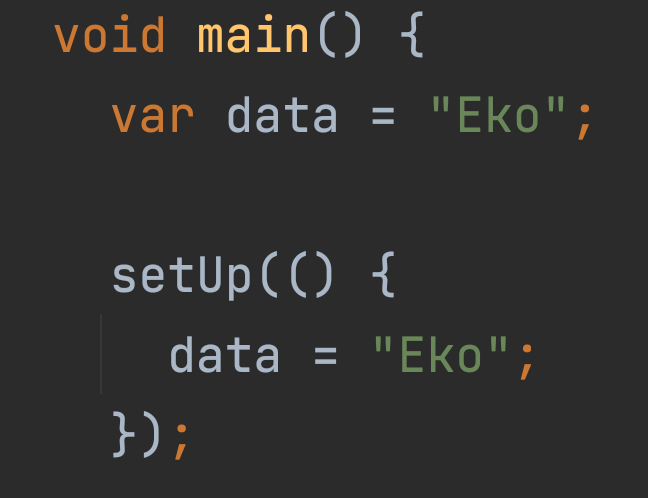 void main() {
  var data = "Eko";

  setUp(() {
    data = "Eko";
  });